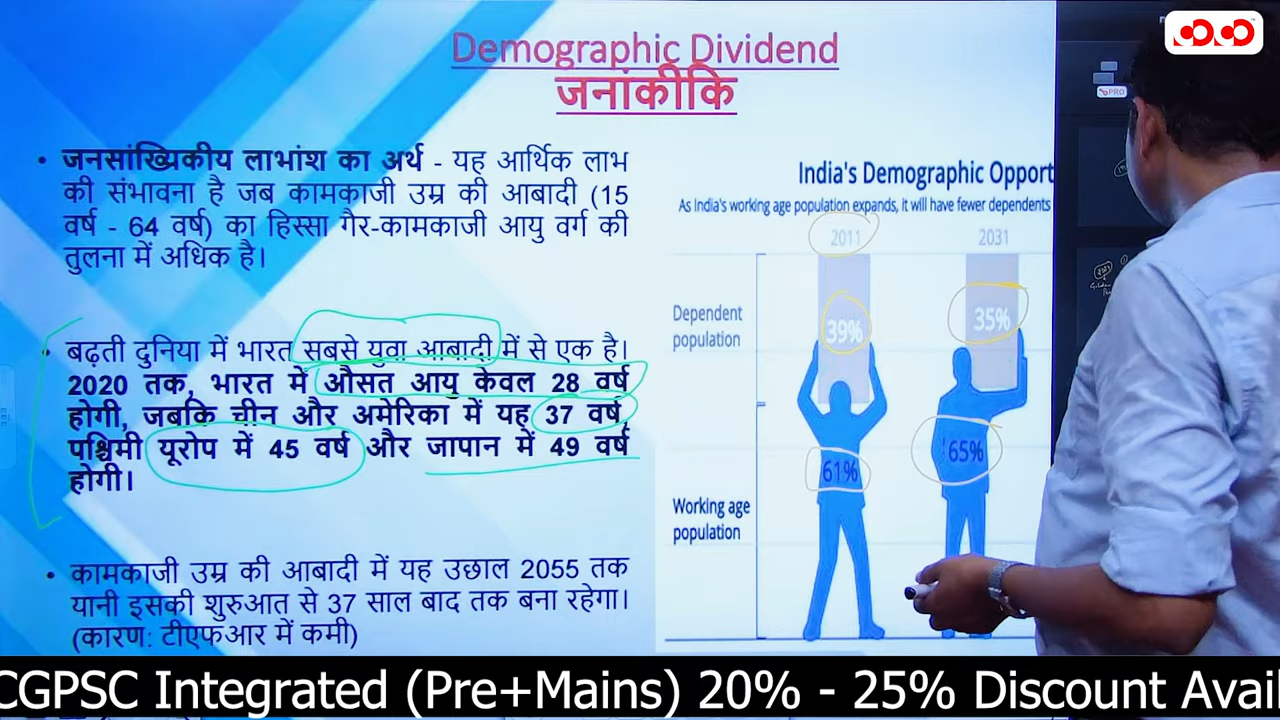 Demographic Dividend
जनांकीकि
PRO
• जनसांख्यिकीय लाभांश का अर्थ - यह आर्थिक लाभ
की संभावना है जब कामकाजी उम्र की आबादी (15
वर्ष - 64 वर्ष) का हिस्सा गैर-कामकाजी आयु वर्ग की
तुलना में अधिक है।
• बढ़ती दुनिया में भारत सबसे युवा आबादी में से एक है।
2020 तक, भारत में औसत आयु केवल 28 वर्ष
होगी, जबकि चीन और अमेरिका में यह 37 वर्ष,
पश्चिमी यूरोप में 45 वर्ष और जापान में 49 वर्ष
होगी।
• कामकाजी उम्र की आबादी में यह उछाल 2055 तक
यानी इसकी शुरुआत से 37 साल बाद तक बना रहेगा।
(कारण: टीएफआर में कमी)
India's Demographic Opport
As India's working age population expands, it will have fewer dependents
2011 2031
Dependent
population
39% 35%
61% 65%
Working age
population
CGPSC Integrated (Pre+Mains) 20% - 25% Discount Avai